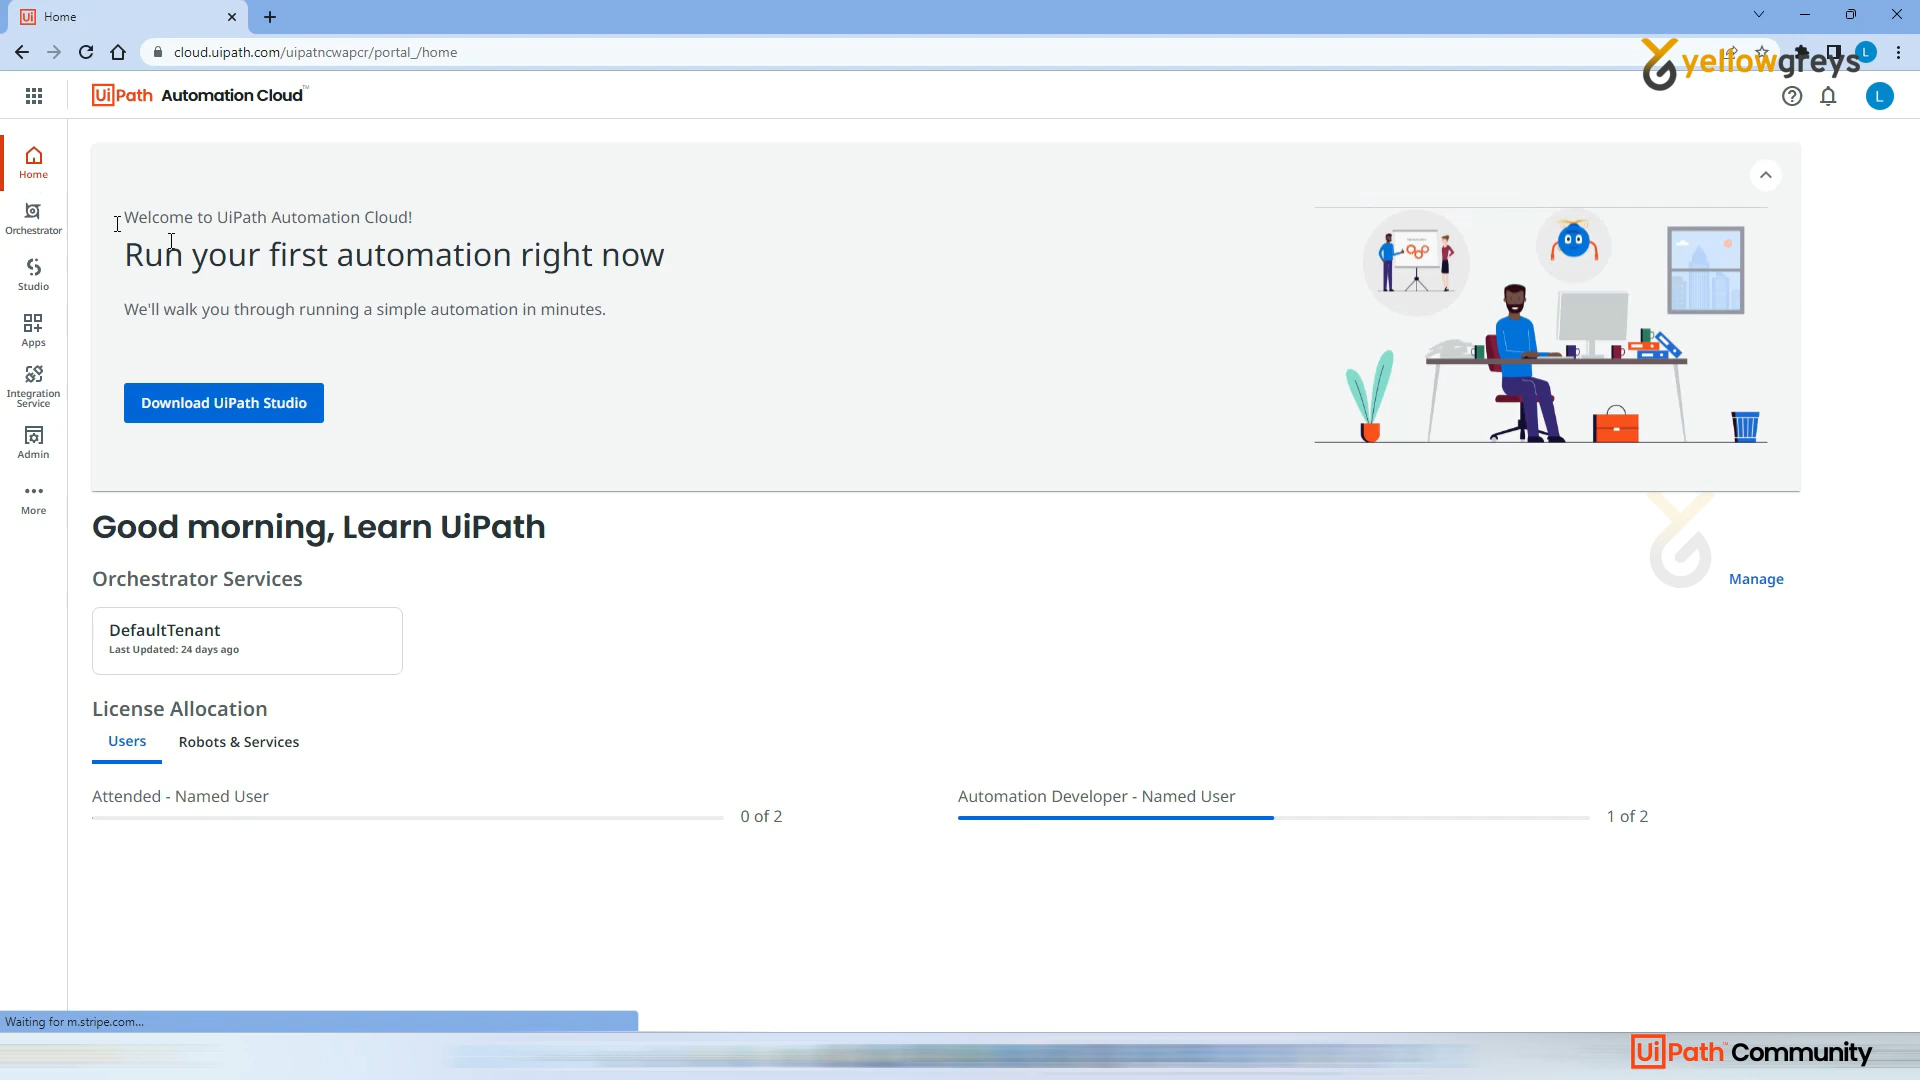 Home
cloud.uipath.com/uipatncwapcr/portal_/home
L
yellowgreys
UiPath Automation Cloud™
L
Home
Orchestrator
Studio
Apps
Integration
Service
Admin
More
Welcome to UiPath Automation Cloud!
Run your first automation right now
We'll walk you through running a simple automation in minutes.
Download UiPath Studio
Good morning, Learn UiPath
Orchestrator Services
Manage
DefaultTenant
Last Updated: 24 days ago
License Allocation
Users
Robots & Services
Attended - Named User
0 of 2
Automation Developer - Named User
1 of 2
Waiting for m.stripe.com...
UiPath™ Community